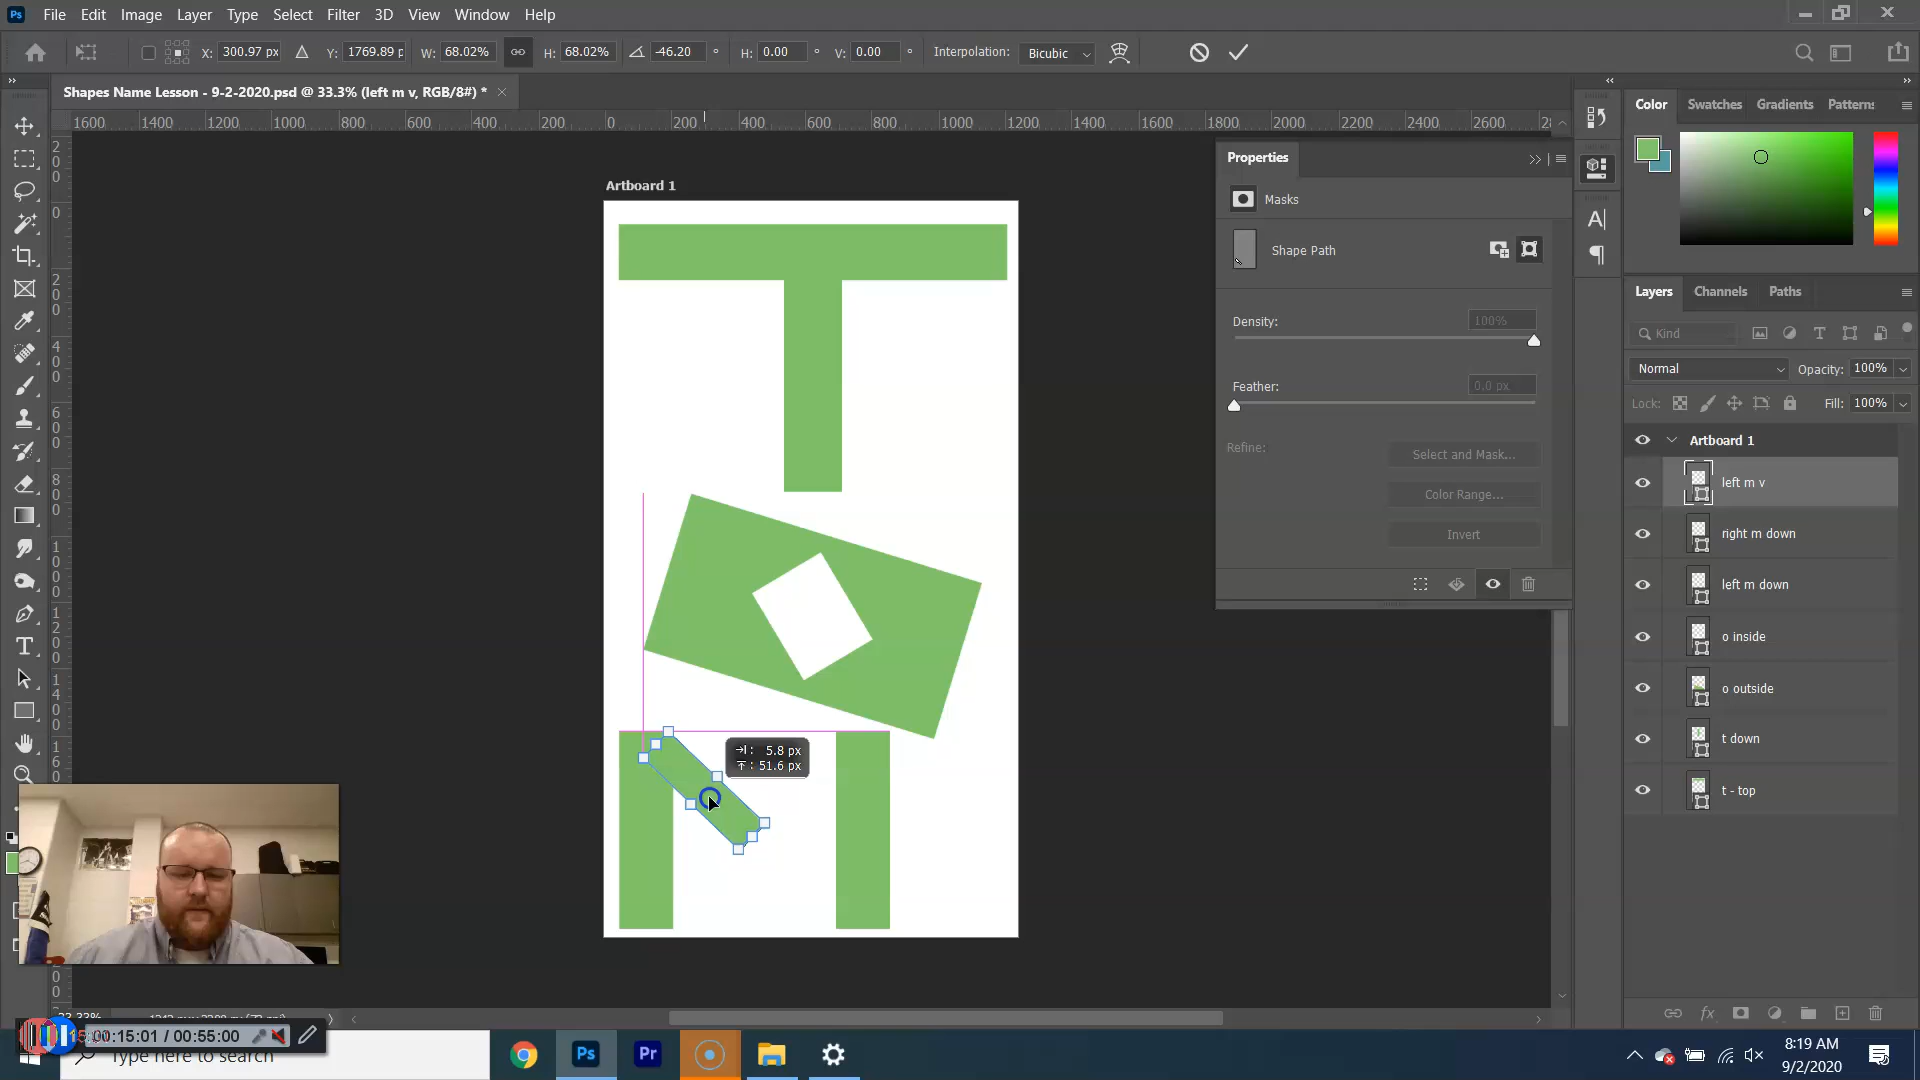 File Edit Image Layer Type Select Filter 3D View Window Help
X: 300.97 px Y: 1769.89 p W: 68.02% H: 68.02% -46.20 ° H: 0.00 ° V: 0.00 ° Interpolation: Bicubic
Shapes Name Lesson - 9-2-2020.psd @ 33.3% (left m v, RGB/8#) *
1600 1400 1200 1000 800 600 400 200 0 200 400 600 800 1000 1200 1400 1600 1800 2000 2200 2400 2600
Artboard 1
Properties
Masks
Shape Path
Density: 100%
Feather: 0.0 px
Refine: Select and Mask...
Color Range...
Invert
Color Swatches Gradients Patterns
Layers Channels Paths
Kind
Normal Opacity: 100%
Lock: Fill: 100%
Artboard 1
left m v
right m down
left m down
o inside
o outside
t down
t - top
: 5.8 px
: 51.6 px
00:15:01 / 00:55:00
Type here to search
8:19 AM
9/2/2020